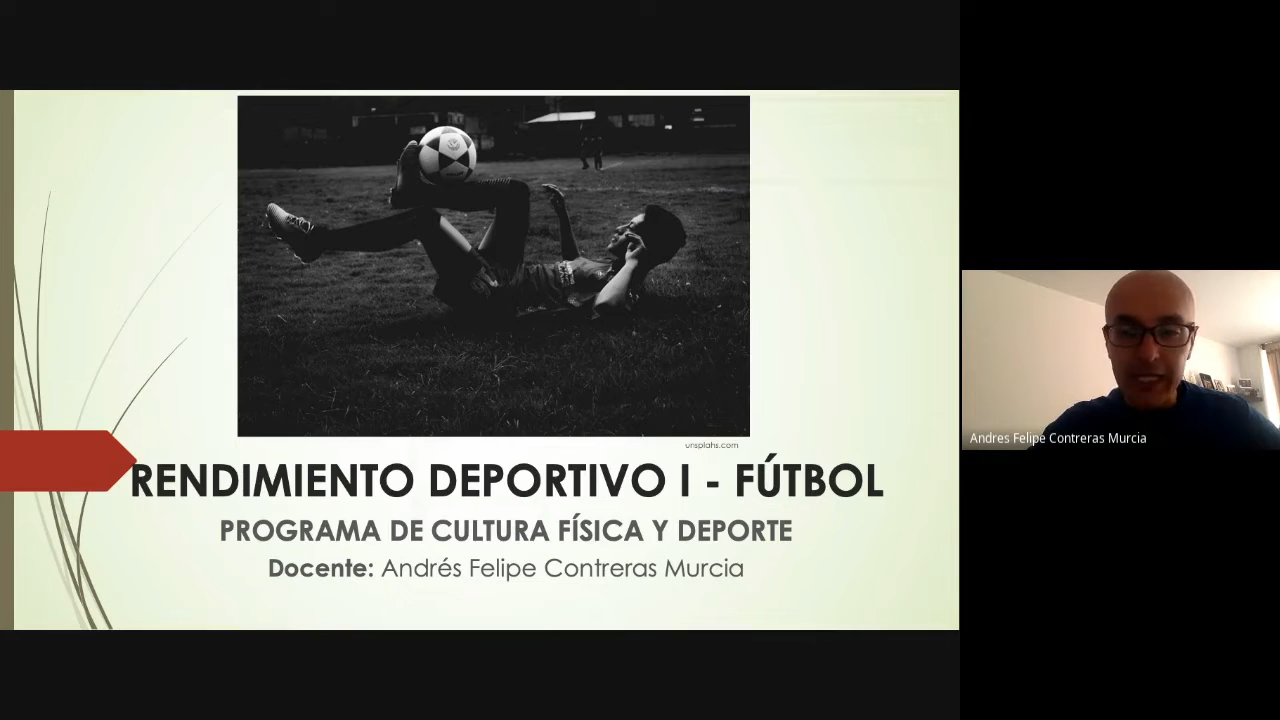 unsplahs.com
RENDIMIENTO DEPORTIVO I - FÚTBOL
PROGRAMA DE CULTURA FÍSICA Y DEPORTE
Docente: Andrés Felipe Contreras Murcia
Andres Felipe Contreras Murcia